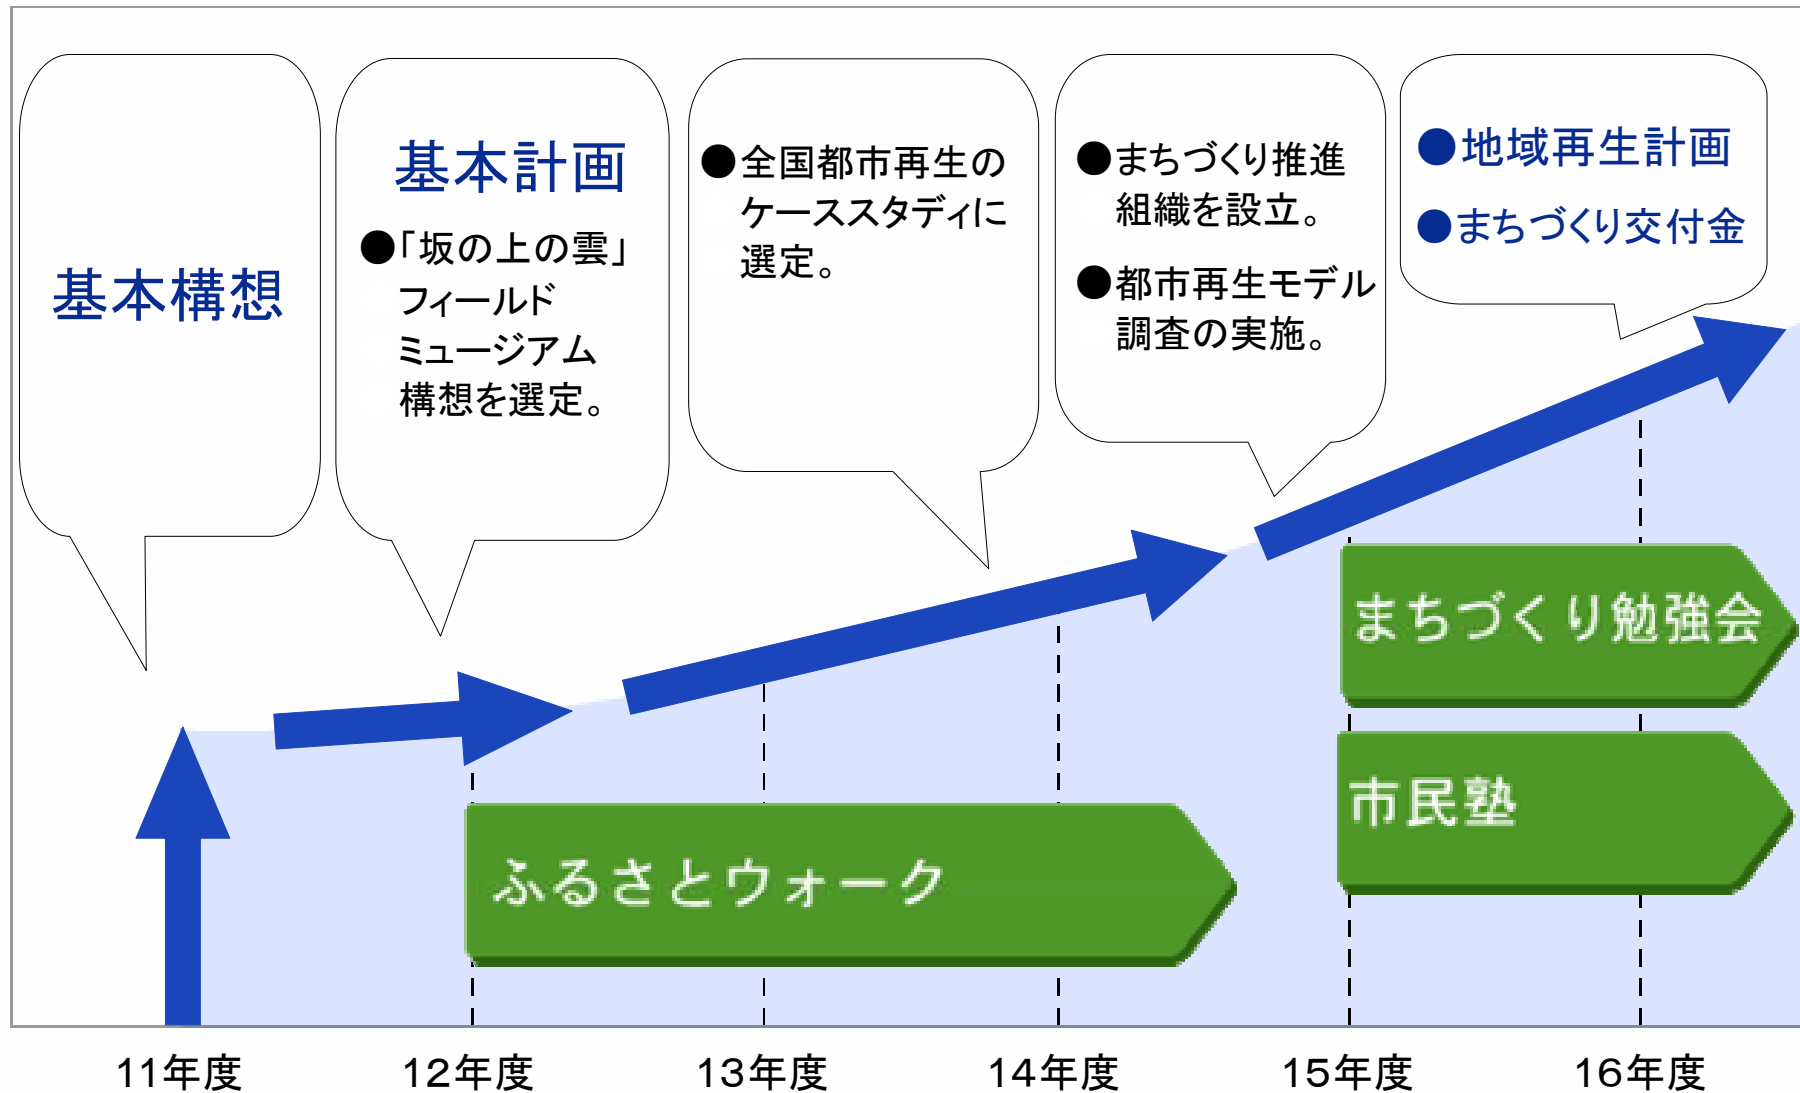 基本構想
基本計画
●「坂の上の雲」
フィールド
ミュージアム
構想を選定。
●全国都市再生の
ケーススタディに
選定。
●まちづくり推進
組織を設立。
●都市再生モデル
調査の実施。
●地域再生計画
●まちづくり交付金
まちづくり勉強会
市民塾
ふるさとウォーク
11年度
12年度
13年度
14年度
15年度
16年度